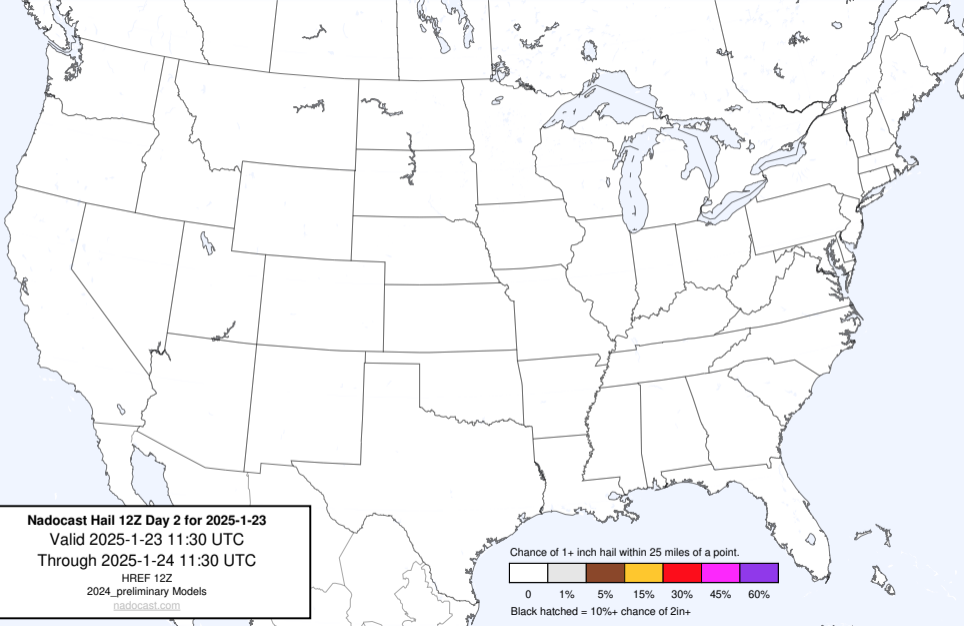 Nadocast Hail 12Z Day 2 for 2025-1-23
Valid 2025-1-23 11:30 UTC
Through 2025-1-24 11:30 UTC
HREF 12Z
2024_preliminary Models
nadocast.com
Chance of 1+ inch hail within 25 miles of a point.
0 1% 5% 15% 30% 45% 60%
Black hatched = 10%+ chance of 2in+